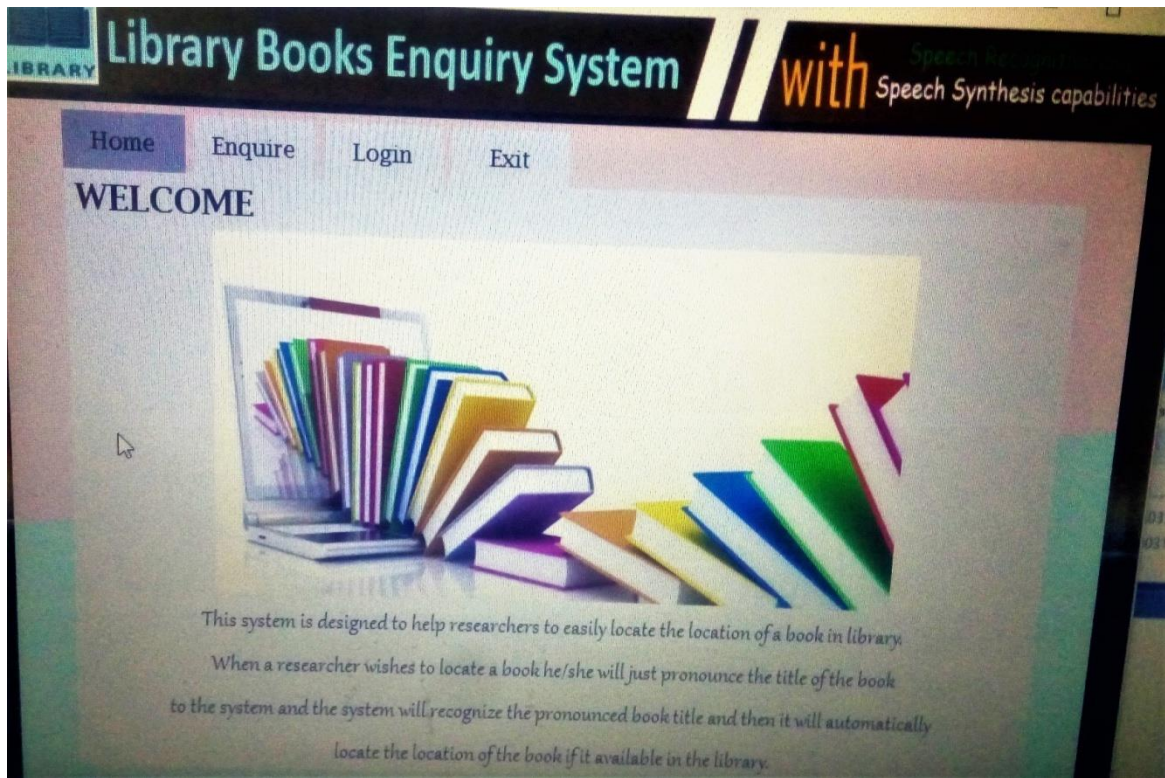 LIBRARY
Library Books Enquiry System
with
Speech
Speech Synthesis capabilities
Home Enquire Login Exit
WELCOME
This system is designed to help researchers to easily locate the location of a book in library.
When a researcher wishes to locate a book he/she will just pronounce the title of the book
to the system and the system will recognize the pronounced book title and then it will automatically
locate the location of the book if it available in the library.